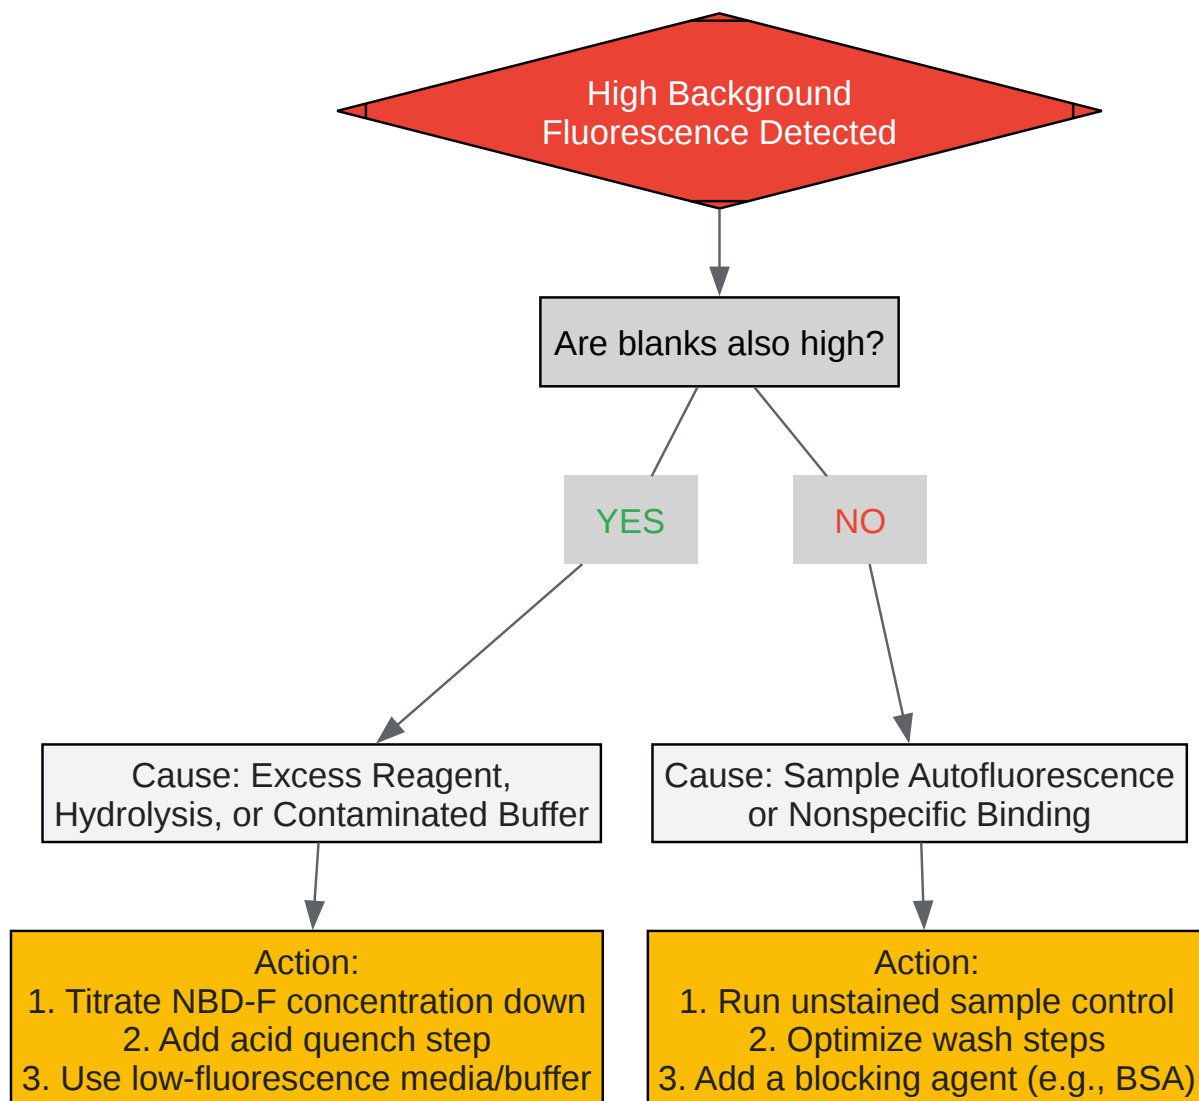 High Background
Fluorescence Detected
Are blanks also high?
YES
NO
Cause: Excess Reagent,
Hydrolysis, or Contaminated Buffer
Cause: Sample Autofluorescence
or Nonspecific Binding
Action:
1. Titrate NBD-F concentration down
2. Add acid quench step
3. Use low-fluorescence media/buffer
Action:
1. Run unstained sample control
2. Optimize wash steps
3. Add a blocking agent (e.g., BSA)